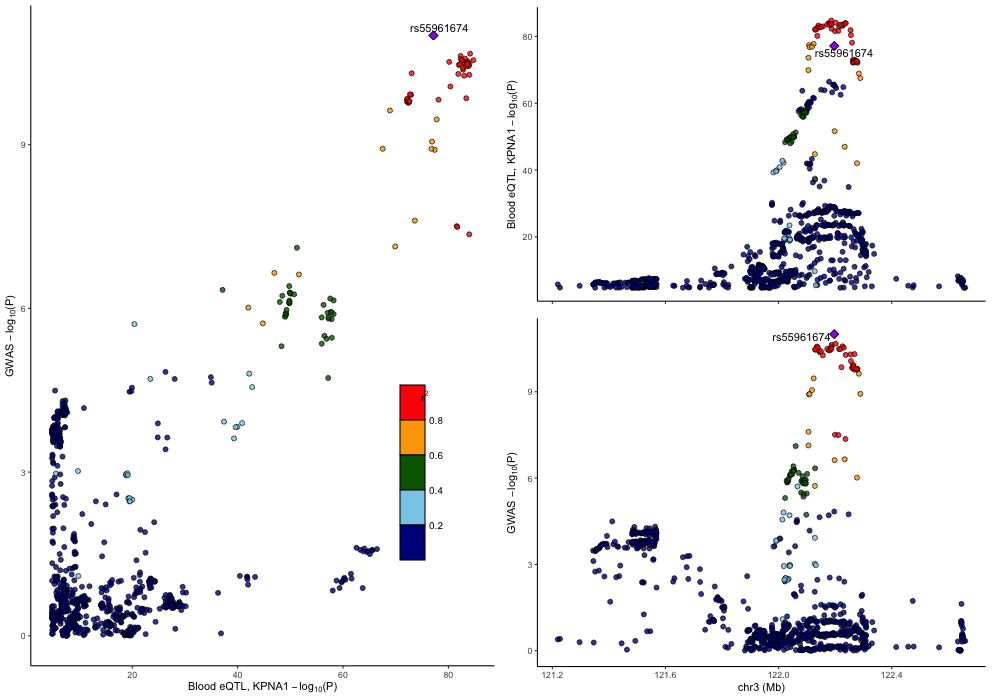 rs55961674
9
6
3
0
GWAS − log10(P)
20
40
60
80
Blood eQTL, KPNA1 − log10(P)
r2
0.8
0.6
0.4
0.2
rs55961674
80
60
40
20
Blood eQTL, KPNA1 − log10(P)
rs55961674
9
6
3
0
GWAS − log10(P)
121.2
121.6
122.0
122.4
chr3 (Mb)